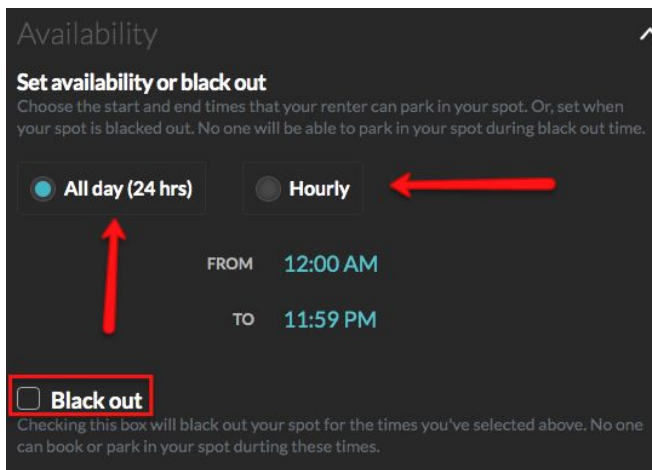 Availability
Set availability or black out
Choose the start and end times that your renter can park in your spot. Or, set when
your spot is blacked out. No one will be able to park in your spot during black out time.
All day (24 hrs) Hourly
FROM 12:00 AM
TO 11:59 PM
Black out
Checking this box will black out your spot for the times you've selected above. No one
can book or park in your spot durting these times.